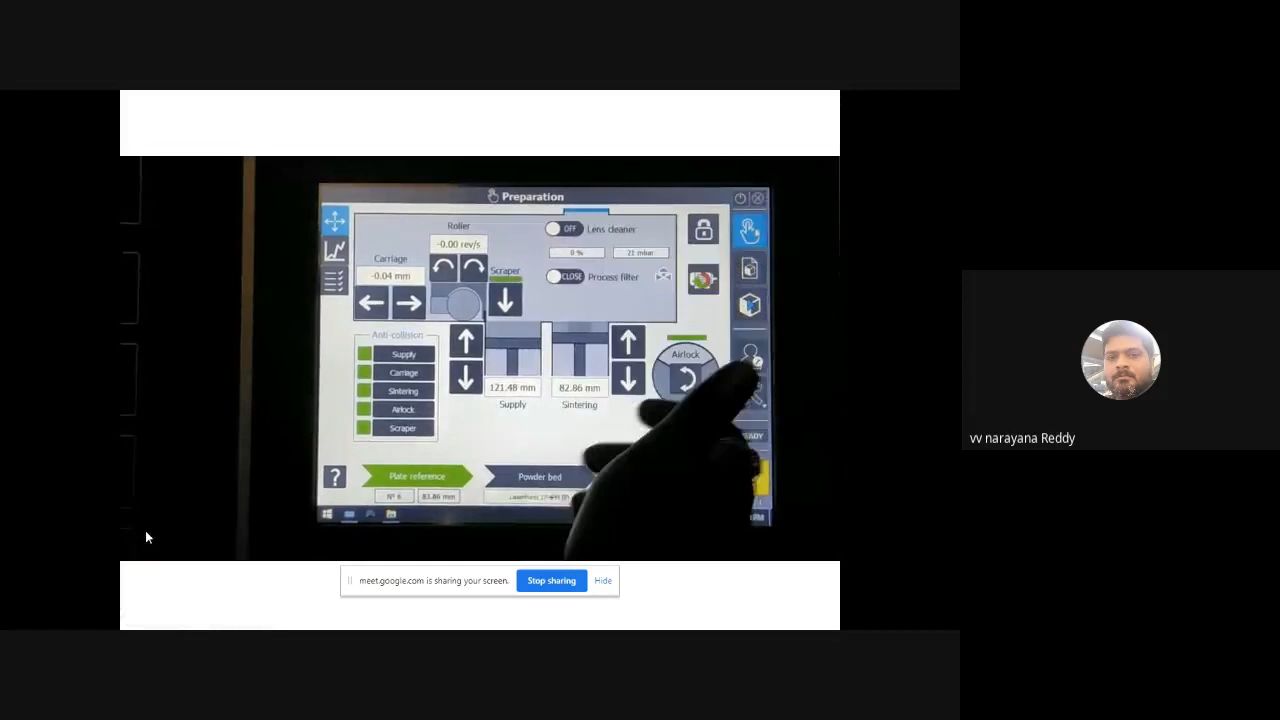 Preparation
Roller
-0.00 rev/s
OFF Lens cleaner
0 % 21 mbar
Carriage
-0.04 mm
Scraper
CLOSE Process filter
Anti-collision
Supply
Carriage
Sintering
Airlock
Scraper
Airlock
121.48 mm
82.86 mm
Supply
Sintering
? Plate reference Powder bed
N° 6 83.86 mm
meet.google.com is sharing your screen. Stop sharing Hide
vv narayana Reddy